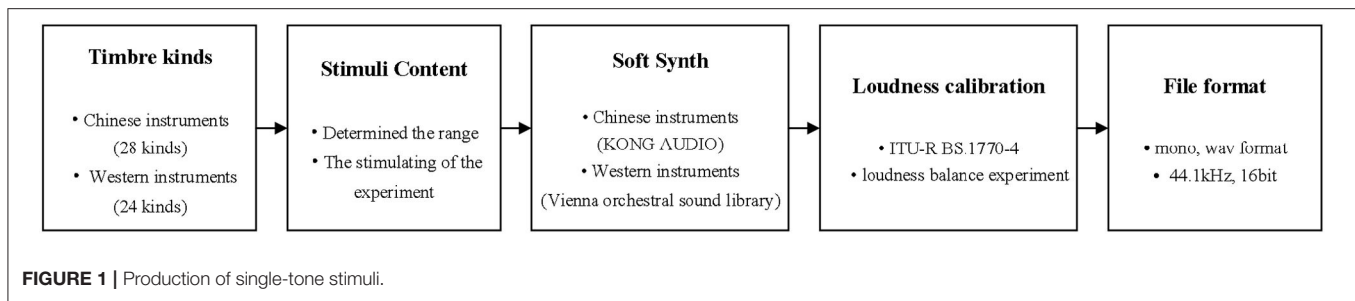 Timbre kinds
• Chinese instruments
(28 kinds)
• Western instruments
(24 kinds)
Stimuli Content
• Determined the range
• The stimulating of the
experiment
Soft Synth
• Chinese instruments
(KONG AUDIO)
• Western instruments
(Vienna orchestral sound library)
Loudness calibration
• ITU-R BS.1770-4
• loudness balance experiment
File format
• mono, wav format
• 44.1kHz, 16bit
FIGURE 1 | Production of single-tone stimuli.